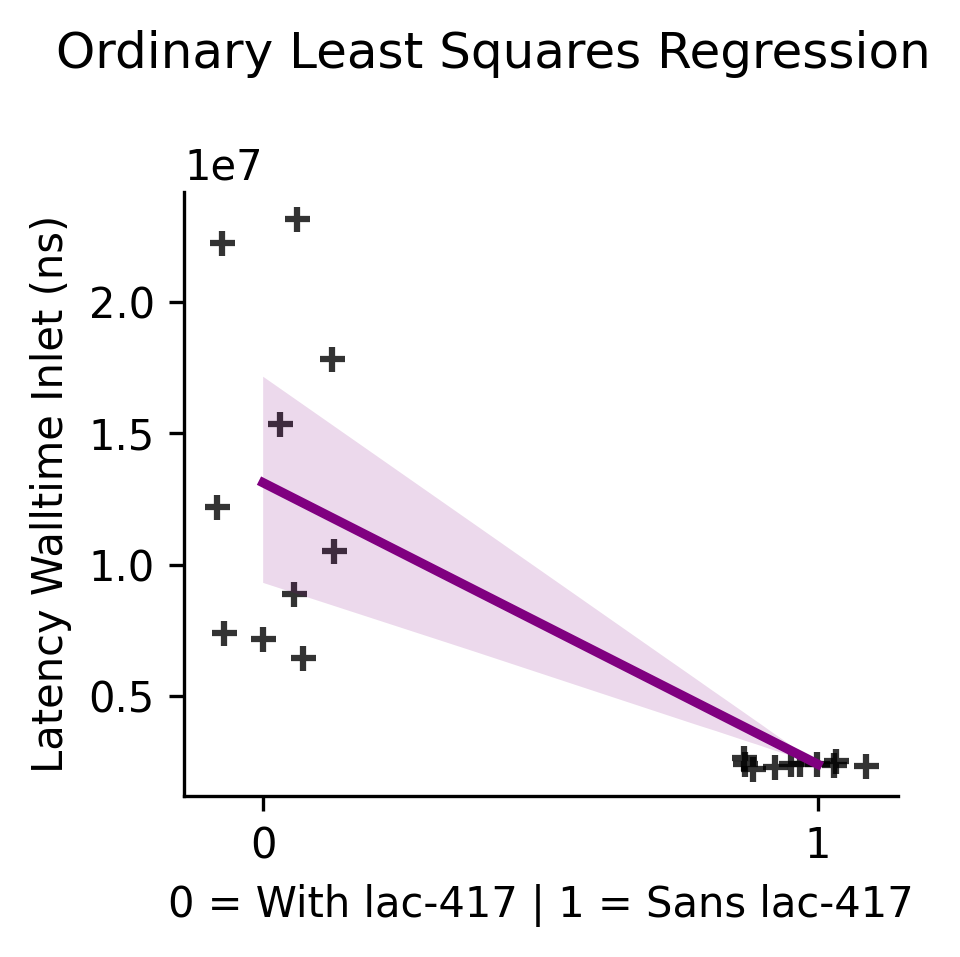 Ordinary Least Squares Regression
1e7
Latency Walltime Inlet (ns)
2.0
1.5
1.0
0.5
0
1
0 = With lac-417 | 1 = Sans lac-417